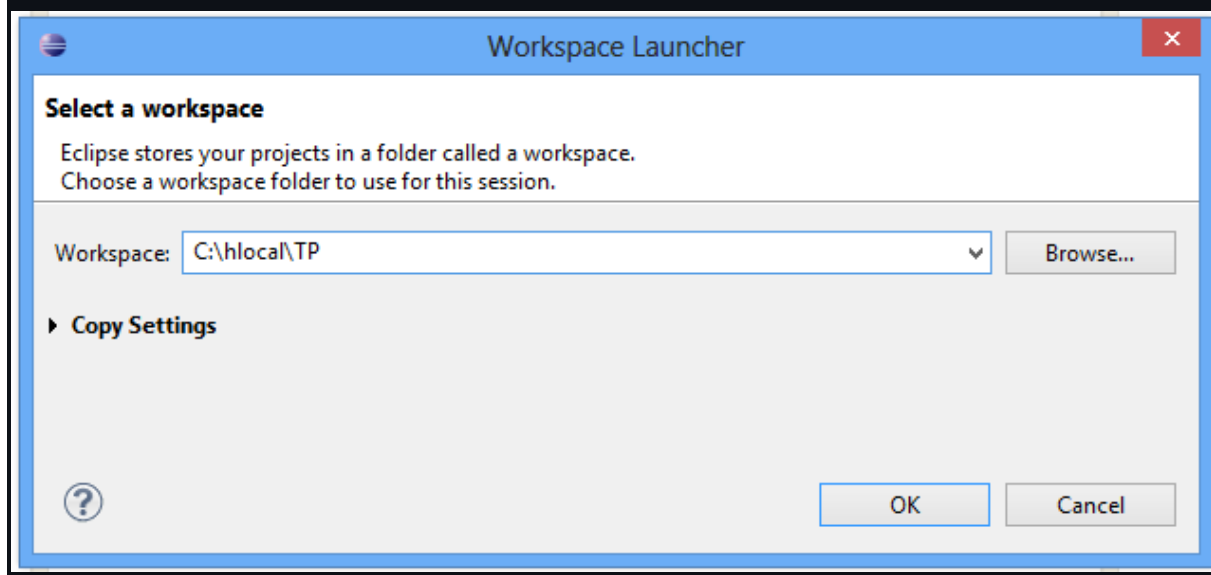 Workspace Launcher
Select a workspace
Eclipse stores your projects in a folder called a workspace.
Choose a workspace folder to use for this session.
Workspace: C:\hlocal\TP Browse...
Copy Settings
OK Cancel